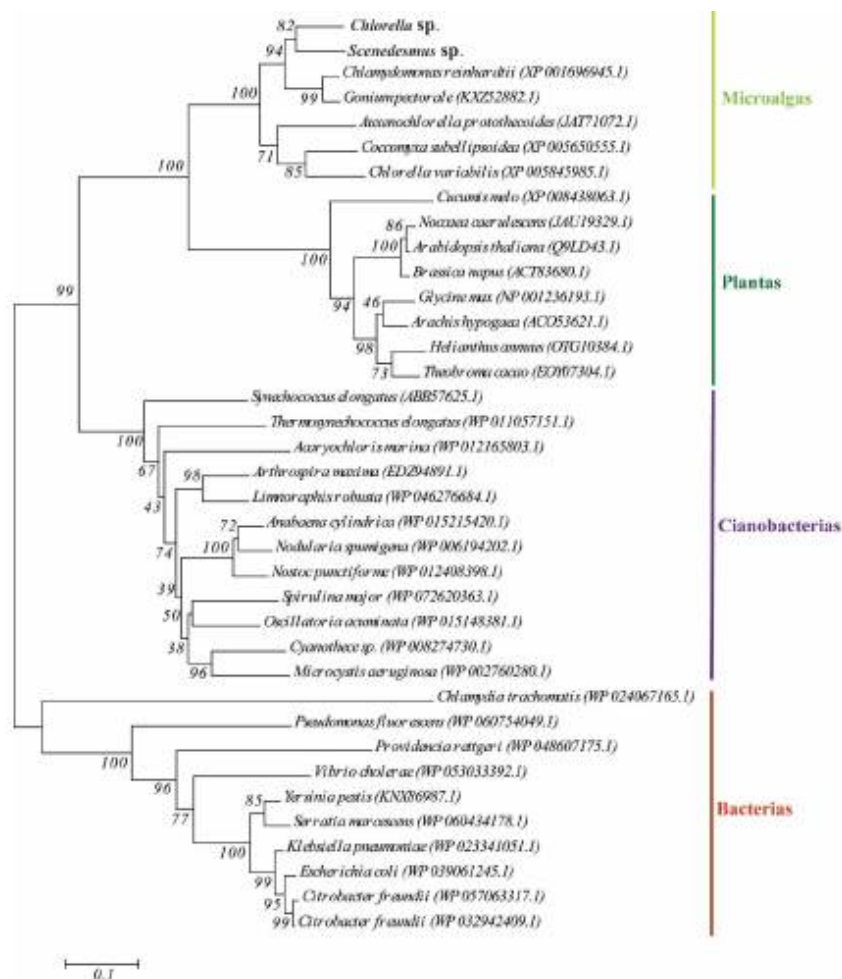 82 Chlorella sp.
94 Scenedesmus sp.
Chlamydomonas reinhardtii (XP 001696945.1)
99 Gonium pectorale (KXZ52882.1)
100
Auxenochlorella protothecoides (JAT71072.1)
71 Coccomyxa subellipsoidea (XP 005650555.1)
85 Chlorella variabilis (XP 005845985.1)
Microalgas
100
Cucumis melo (XP 008438063.1)
86 Noccaea caerulescens (JAU19329.1)
100 Arabidopsis thaliana (Q9LD43.1)
100 Brassica napus (ACT83680.1)
94 46 Glycine max (NP 001236193.1)
Arachis hypogaea (ACO53621.1)
98 Helianthus annuus (OTG10384.1)
73 Theobroma cacao (EOY07304.1)
Plantas
99
Synechococcus elongatus (ABB57625.1)
100 Thermosynechococcus elongatus (WP 011057151.1)
67 Acaryochloris marina (WP 012165803.1)
43 98 Arthrospira maxima (EDZ94891.1)
Limnoraphis robusta (WP 046276684.1)
74 72 Anabaena cylindrica (WP 015215420.1)
100 Nodularia spumigena (WP 006194202.1)
39 Nostoc punctiforme (WP 012408398.1)
50 Spirulina major (WP 072620363.1)
38 Oscillatoria acuminata (WP 015148381.1)
Cyanothece sp. (WP 008274730.1)
96 Microcystis aeruginosa (WP 002760280.1)
Cianobacterias
Chlamydia trachomatis (WP 024067165.1)
Pseudomonas fluorescens (WP 060754049.1)
100 Providencia rettgeri (WP 048607175.1)
96 Vibrio cholerae (WP 053033392.1)
77 85 Yersinia pestis (KNX86987.1)
Serratia marcescens (WP 060434178.1)
100 Klebsiella pneumoniae (WP 023341051.1)
99 Escherichia coli (WP 039061245.1)
95 Citrobacter freundii (WP 057063317.1)
99 Citrobacter freundii (WP 032942409.1)
Bacterias
0.1